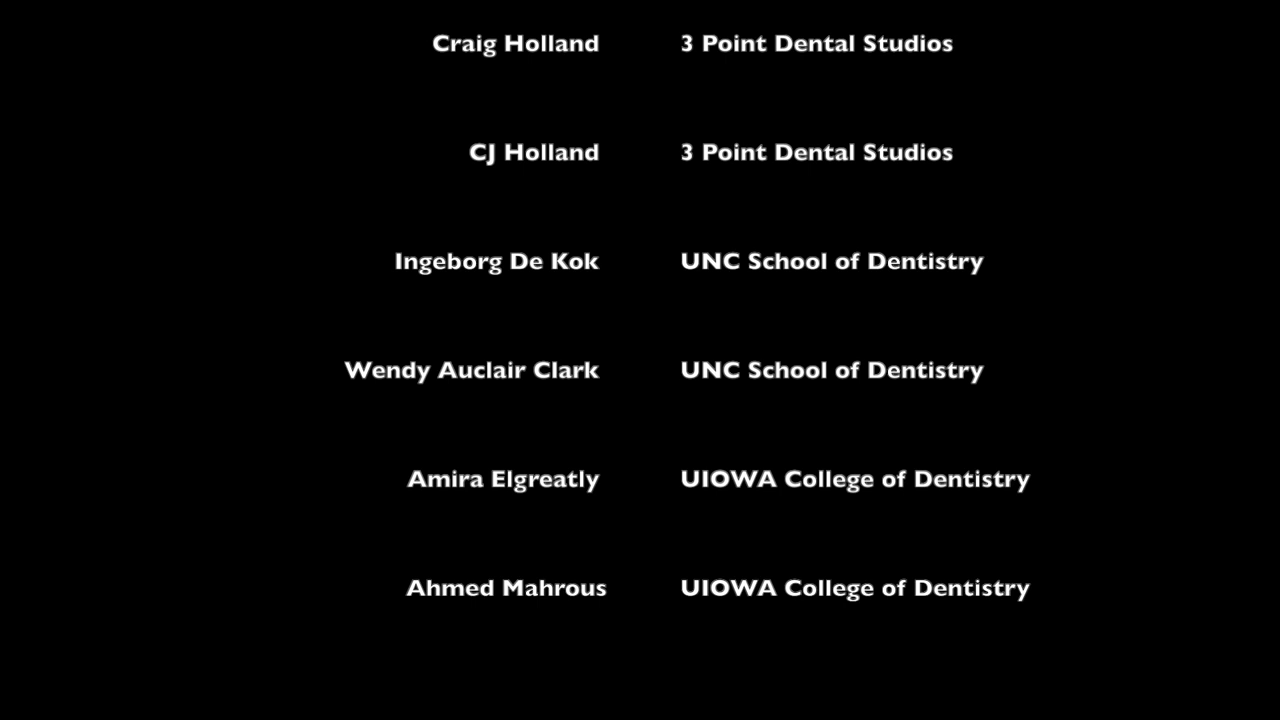 Craig Holland 3 Point Dental Studios
CJ Holland 3 Point Dental Studios
Ingeborg De Kok UNC School of Dentistry
Wendy Auclair Clark UNC School of Dentistry
Amira Elgreatly UIOWA College of Dentistry
Ahmed Mahrous UIOWA College of Dentistry